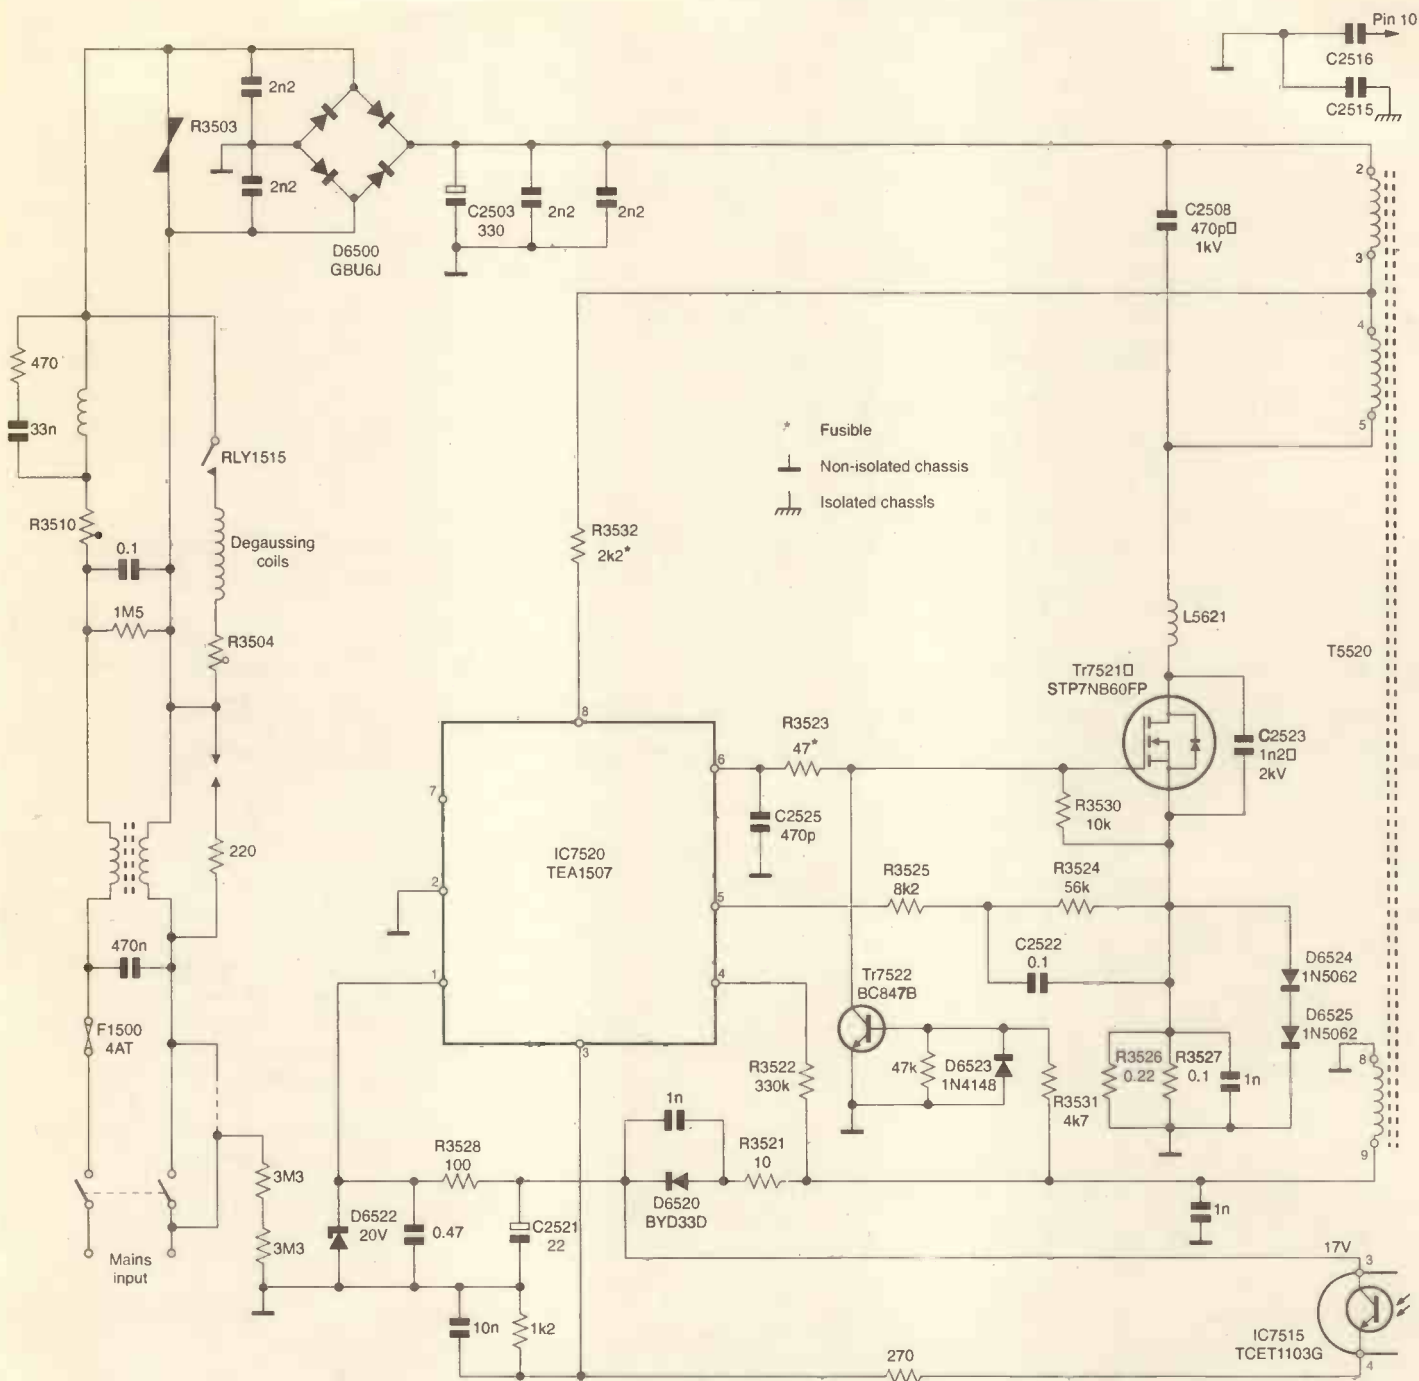 Pin 10
C2516
C2515
2n2
R3503
2n2
D6500
GBU6J
C2503
330
2n2
2n2
C2508
470p□
1kV
2
3
4
5
470
33n
RLY1515
R3510
0.1
Degaussing
coils
1M5
R3504
220
470n
F1500
4AT
3M3
3M3
Mains
input
* Fusible
Non-isolated chassis
Isolated chassis
R3532
2k2*
L5621
T5520
Tr7521□
STP7NB60FP
C2523
1n2□
2kV
8
7
2
1
6
5
4
3
IC7520
TEA1507
R3523
47*
C2525
470p
R3530
10k
R3525
8k2
R3524
56k
C2522
0.1
Tr7522
BC847B
D6524
1N5062
D6525
1N5062
R3522
330k
47k
D6523
1N4148
R3531
4k7
R3526
0.22
R3527
0.1
1n
8
9
1n
R3528
100
R3521
10
D6520
BYD33D
D6522
20V
0.47
C2521
22
1n
10n
1k2
17V
3
4
IC7515
TCET1103G
270